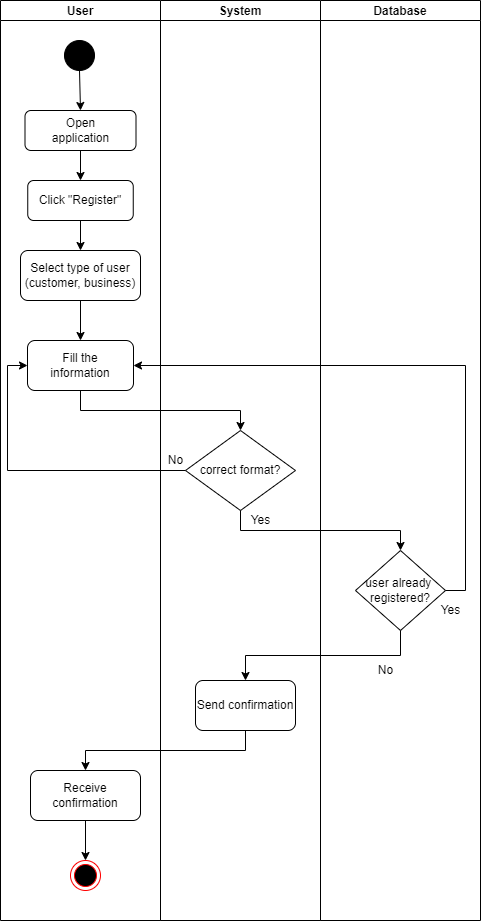 User
System
Database
Open
application
Click "Register"
Select type of user
(customer, business)
Fill the
information
No
correct format?
Yes
user already
registered?
Yes
No
Send confirmation
Receive
confirmation